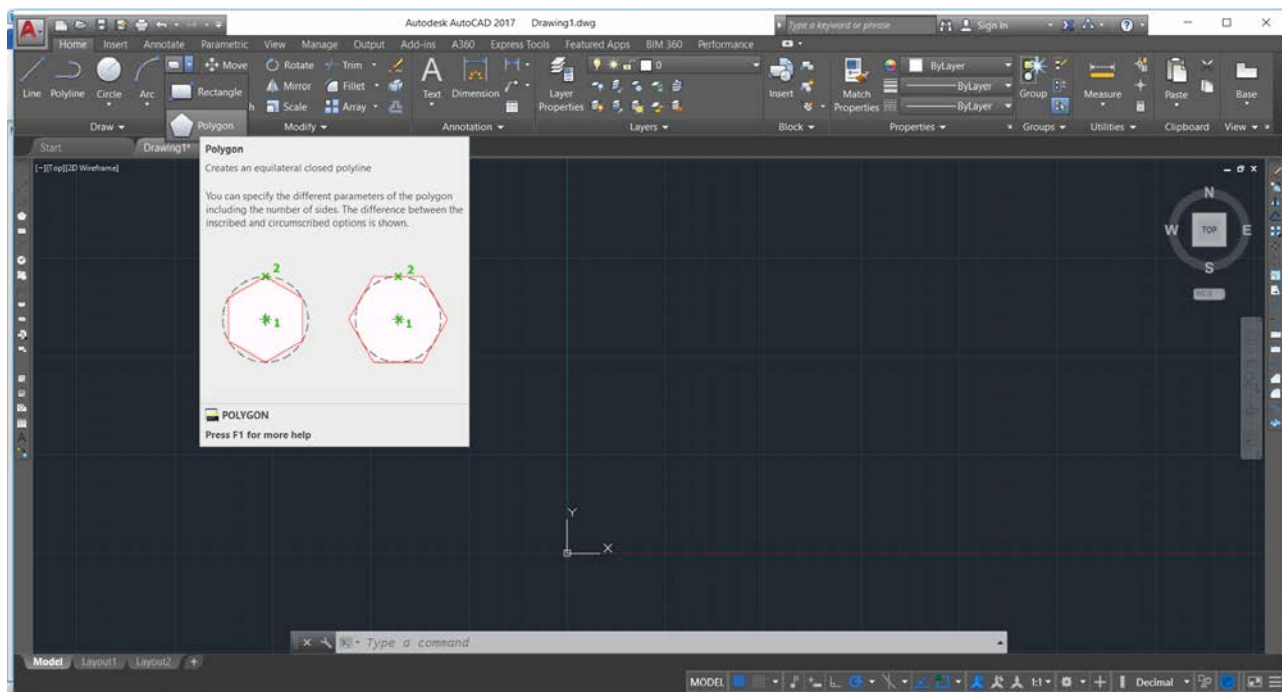 Autodesk AutoCAD 2017 Drawing1.dwg
Type a keyword or phrase
Sign In
Home Insert Annotate Parametric View Manage Output Add-ins A360 Express Tools Featured Apps BIM 360 Performance
Line Polyline Circle Arc
Rectangle
Polygon
Move Rotate Trim
Mirror Fillet
h Scale Array
Text Dimension
Layer Properties
0
Insert
Match Properties
ByLayer
ByLayer
ByLayer
Group
Measure
Paste
Base
Draw Modify Annotation Layers Block Properties Groups Utilities Clipboard View
Start Drawing1*
[-][Top][2D Wireframe]
Polygon
Creates an equilateral closed polyline
You can specify the different parameters of the polygon
including the number of sides. The difference between the
inscribed and circumscribed options is shown.
2 2
1 1
POLYGON
Press F1 for more help
N
W TOP E
S
Y
X
Type a command
Model Layout1 Layout2 +
MODEL 1:1 Decimal